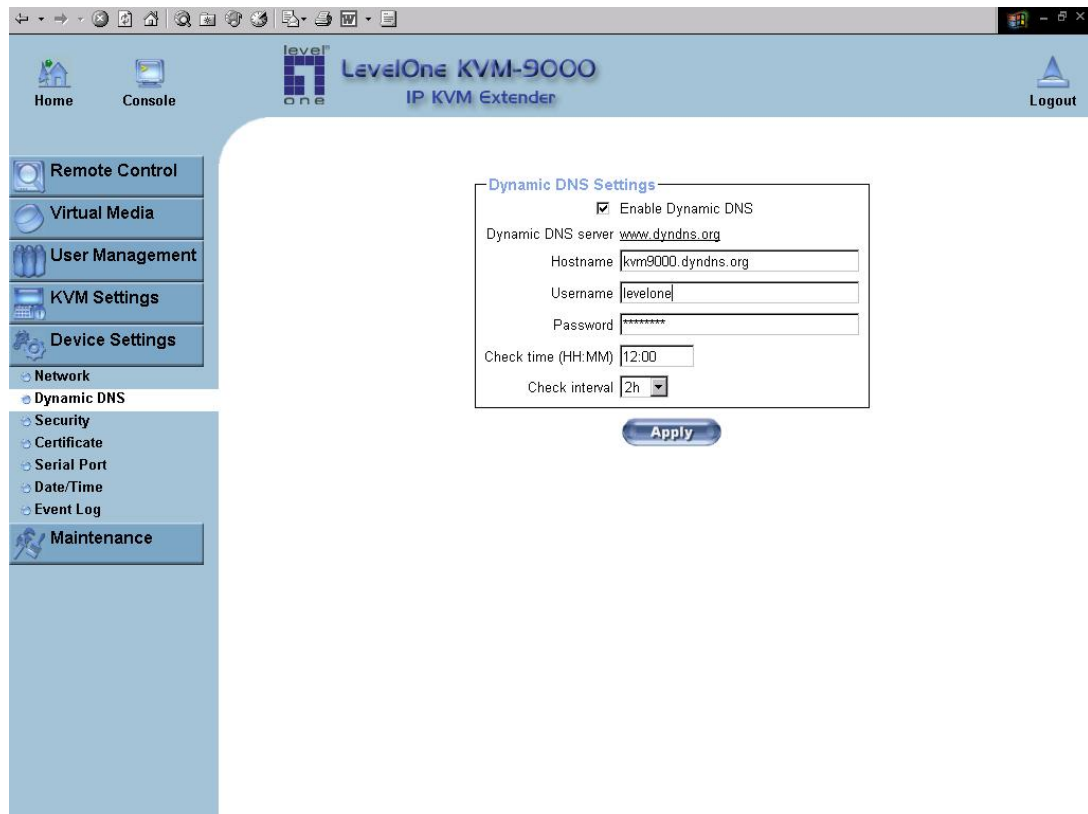 level
one
LevelOne KVM-9000
IP KVM Extender
Home
Console
Logout
Remote Control
Virtual Media
User Management
KVM Settings
Device Settings
Network
Dynamic DNS
Security
Certificate
Serial Port
Date/Time
Event Log
Maintenance
Dynamic DNS Settings
Enable Dynamic DNS
Dynamic DNS server www.dyndns.org
Hostname kvm9000.dyndns.org
Username levelone
Password ********
Check time (HH:MM) 12:00
Check interval 2h
Apply